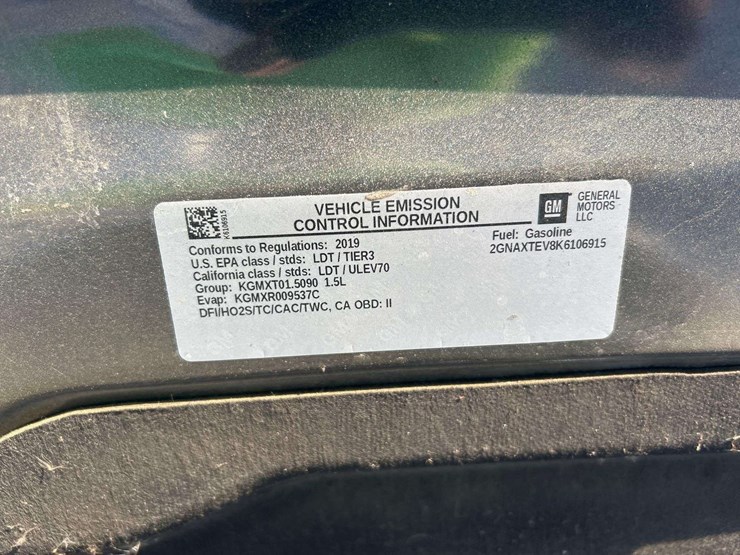 VEHICLE EMISSION
CONTROL INFORMATION
GM
GENERAL
MOTORS
LLC
K6106915
Conforms to Regulations: 2019
U.S. EPA class / stds: LDT / TIER3
California class / stds: LDT / ULEV70
Group: KGMXT01.5090 1.5L
Evap: KGMXR009537C
DFI/HO2S/TC/CAC/TWC, CA OBD: II
Fuel: Gasoline
2GNAXTEV8K6106915